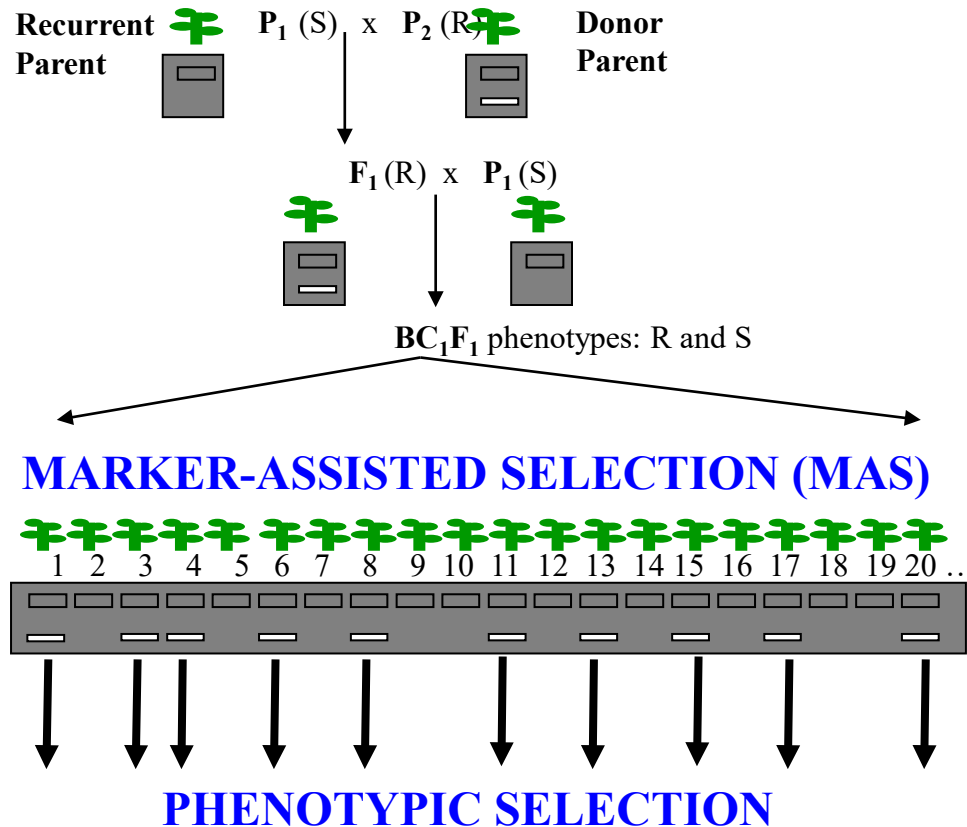 Recurrent Parent
P1 (S) x P2 (R)
Donor Parent
F1 (R) x P1 (S)
BC1F1 phenotypes: R and S
MARKER-ASSISTED SELECTION (MAS)
1 2 3 4 5 6 7 8 9 10 11 12 13 14 15 16 17 18 19 20 …
PHENOTYPIC SELECTION